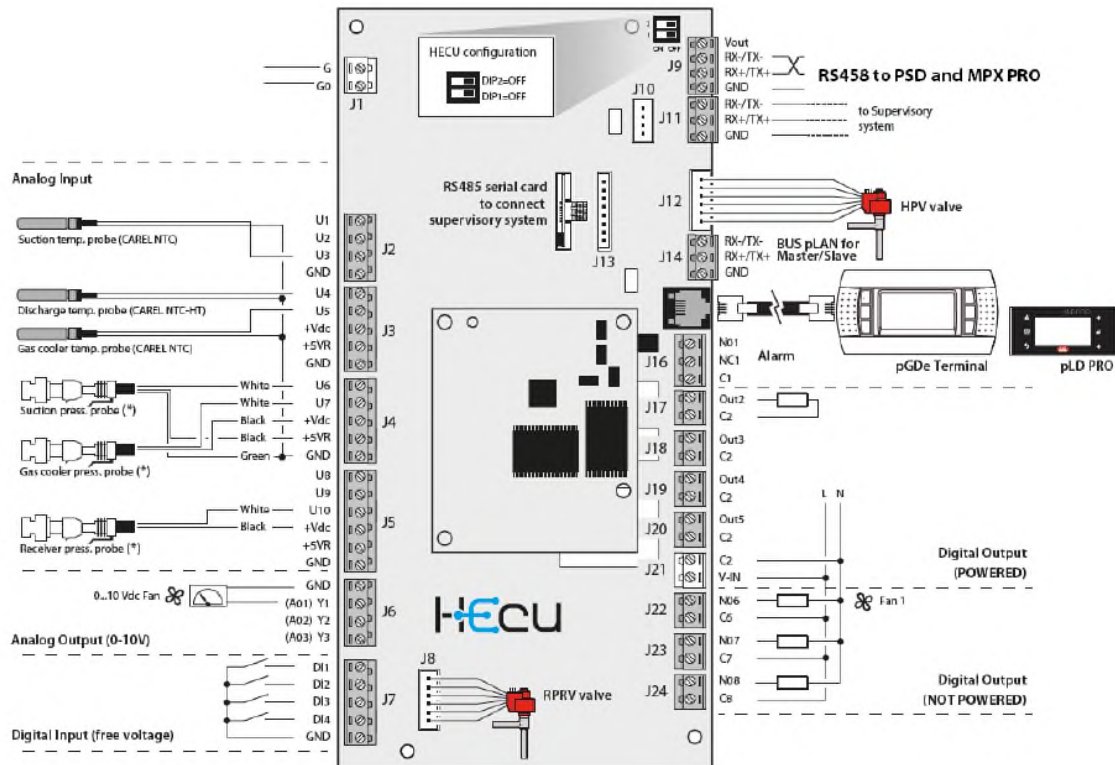 HECU configuration
DIP2=OFF
DIP1=OFF
ON OFF
G
G0
J1
Analog Input
Suction temp. probe (CAREL NTC)
U1
U2
U3
GND
J2
Discharge temp. probe (CAREL NTC-HT)
Gas cooler temp. probe (CAREL NTC)
U4
U5
+Vdc
+5VR
GND
J3
Suction press. probe (*)
Gas cooler press. probe (*)
White
White
Black
Black
Green
U6
U7
+Vdc
+5VR
GND
J4
Receiver press. probe (*)
White
Black
U8
U9
U10
+Vdc
+5VR
GND
J5
0...10 Vdc Fan
GND
(A01) Y1
(A02) Y2
(A03) Y3
J6
Analog Output (0-10V)
DI1
DI2
DI3
DI4
GND
J7
Digital Input (free voltage)
HECU
J8
RPRV valve
RS485 serial card
to connect
supervisory system
J13
J10
J9
Vout
RX-/TX-
RX+/TX+
GND
RS458 to PSD and MPX PRO
J11
RX-/TX-
RX+/TX+
GND
to Supervisory
system
J12
HPV valve
J14
RX-/TX-
RX+/TX+
GND
BUS pLAN for
Master/Slave
pGDe Terminal
pLD PRO
J16
N01
NC1
C1
Alarm
J17
Out2
C2
J18
Out3
C2
J19
Out4
C2
J20
Out5
C2
J21
C2
V-IN
L N
Digital Output
(POWERED)
J22
N06
C6
Fan 1
J23
N07
C7
J24
N08
C8
Digital Output
(NOT POWERED)